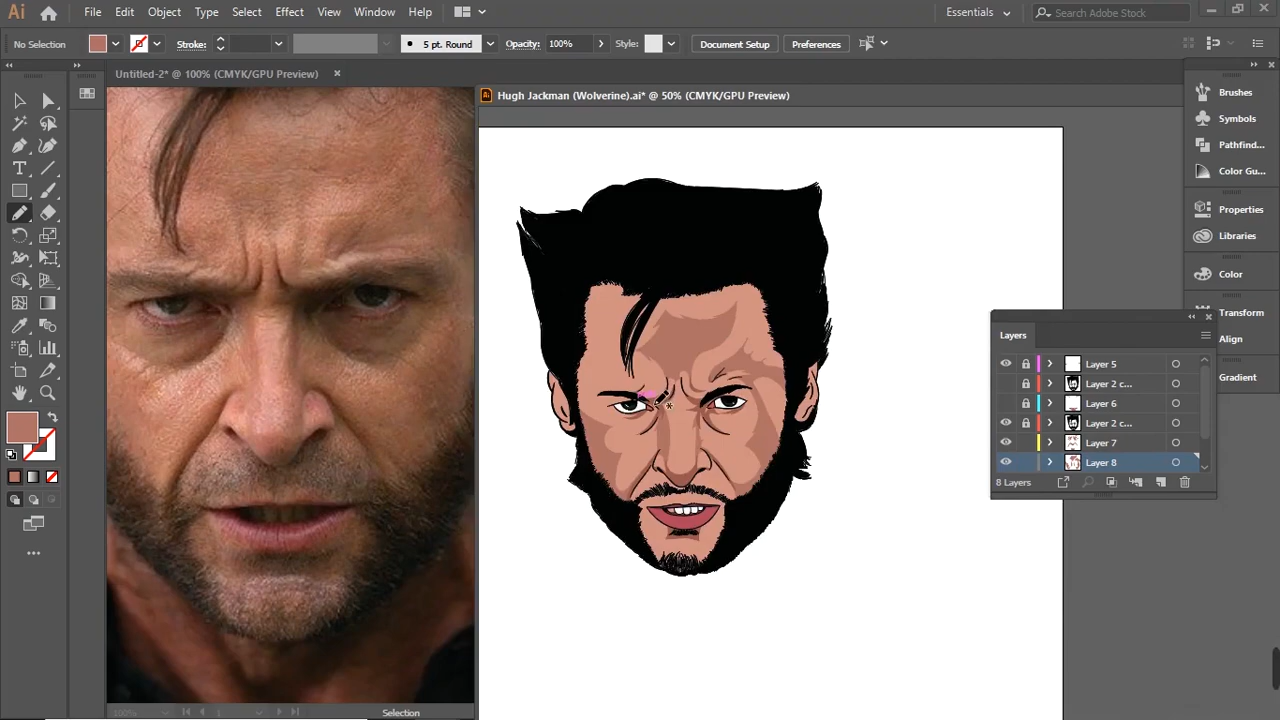 Ai File Edit Object Type Select Effect View Window Help Essentials Search Adobe Stock
No Selection Stroke: 5 pt. Round Opacity: 100% Style: Document Setup Preferences
Untitled-2* @ 100% (CMYK/GPU Preview)
Hugh Jackman (Wolverine).ai* @ 50% (CMYK/GPU Preview)
Brushes
Symbols
Pathfind...
Color Gu...
Properties
Libraries
Color
Transform
Align
Gradient
Layers
Layer 5
Layer 2 c...
Layer 6
Layer 2 c...
Layer 7
Layer 8
8 Layers
100% 1 Selection